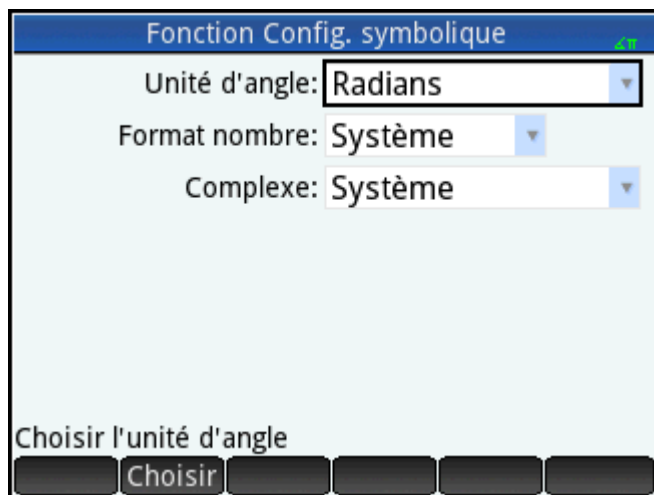 Fonction Config. symbolique ∡π
Unité d'angle: Radians
Format nombre: Système
Complexe: Système
Choisir l'unité d'angle
Choisir